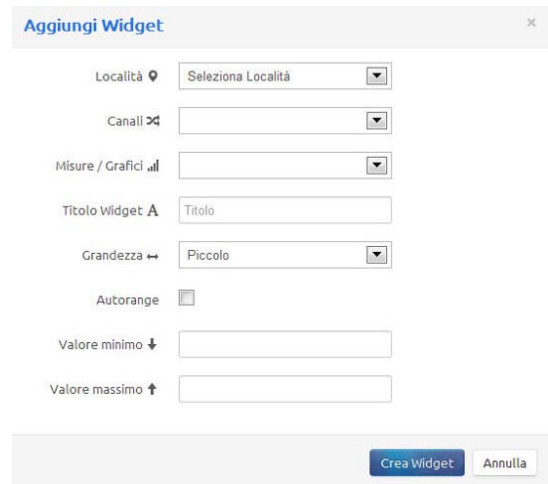 Aggiungi Widget ×
Località Seleziona Località
Canali
Misure / Grafici
Titolo Widget A Titolo
Grandezza ↔ Piccolo
Autorange
Valore minimo
Valore massimo
Crea Widget Annulla